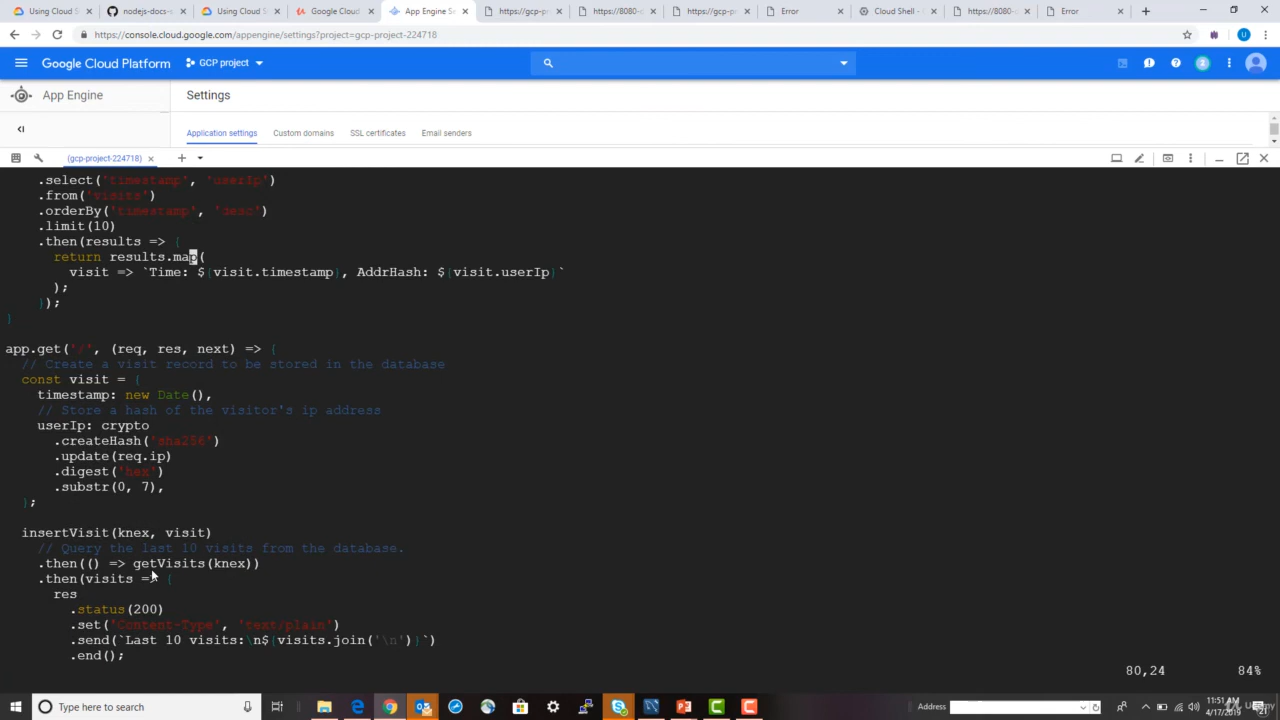 Using Cloud S
nodejs-docs-s
Using Cloud S
Google Cloud
App Engine Se
https://gcp-p
https://8080-d
https://gcp-p
Error
Cloud Shell -
https://8080-d
Error
https://console.cloud.google.com/appengine/settings?project=gcp-project-224718
Google Cloud Platform
GCP project
App Engine
Settings
Application settings
Custom domains
SSL certificates
Email senders
(gcp-project-224718)
.select('timestamp', 'userIp')
.from('visits')
.orderBy('timestamp', 'desc')
.limit(10)
.then(results => {
return results.map(
visit => `Time: ${visit.timestamp}, AddrHash: ${visit.userIp}`
);
});
}
app.get('/', (req, res, next) => {
// Create a visit record to be stored in the database
const visit = {
timestamp: new Date(),
// Store a hash of the visitor's ip address
userIp: crypto
.createHash('sha256')
.update(req.ip)
.digest('hex')
.substr(0, 7),
};
insertVisit(knex, visit)
// Query the last 10 visits from the database.
.then(() => getVisits(knex))
.then(visits => {
res
.status(200)
.set('Content-Type', 'text/plain')
.send(`Last 10 visits:\n${visits.join('\n')}`)
.end();
80,24 84%
Type here to search
Address
11:51 AM
4/17/2019